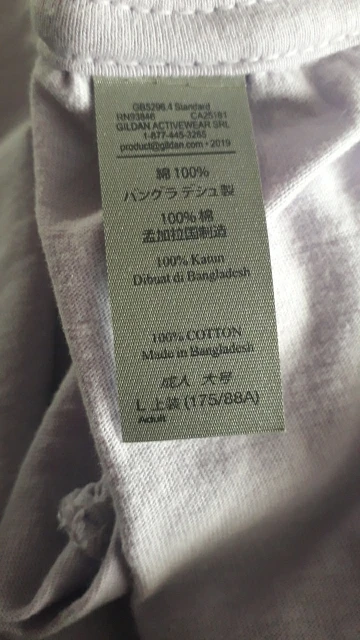 GB5296.4 Standard
RN93846 CA25181
GILDAN ACTIVEWEAR SRL
1-877-445-3265
product@gildan.com • 2019
綿 100%
バングラ デシュ製
100% 綿
孟加拉国制造
100% Katun
Dibuat di Bangladesh
100% COTTON
Made in Bangladesh
成人 大号
L 上装 (175/88A)
Adult